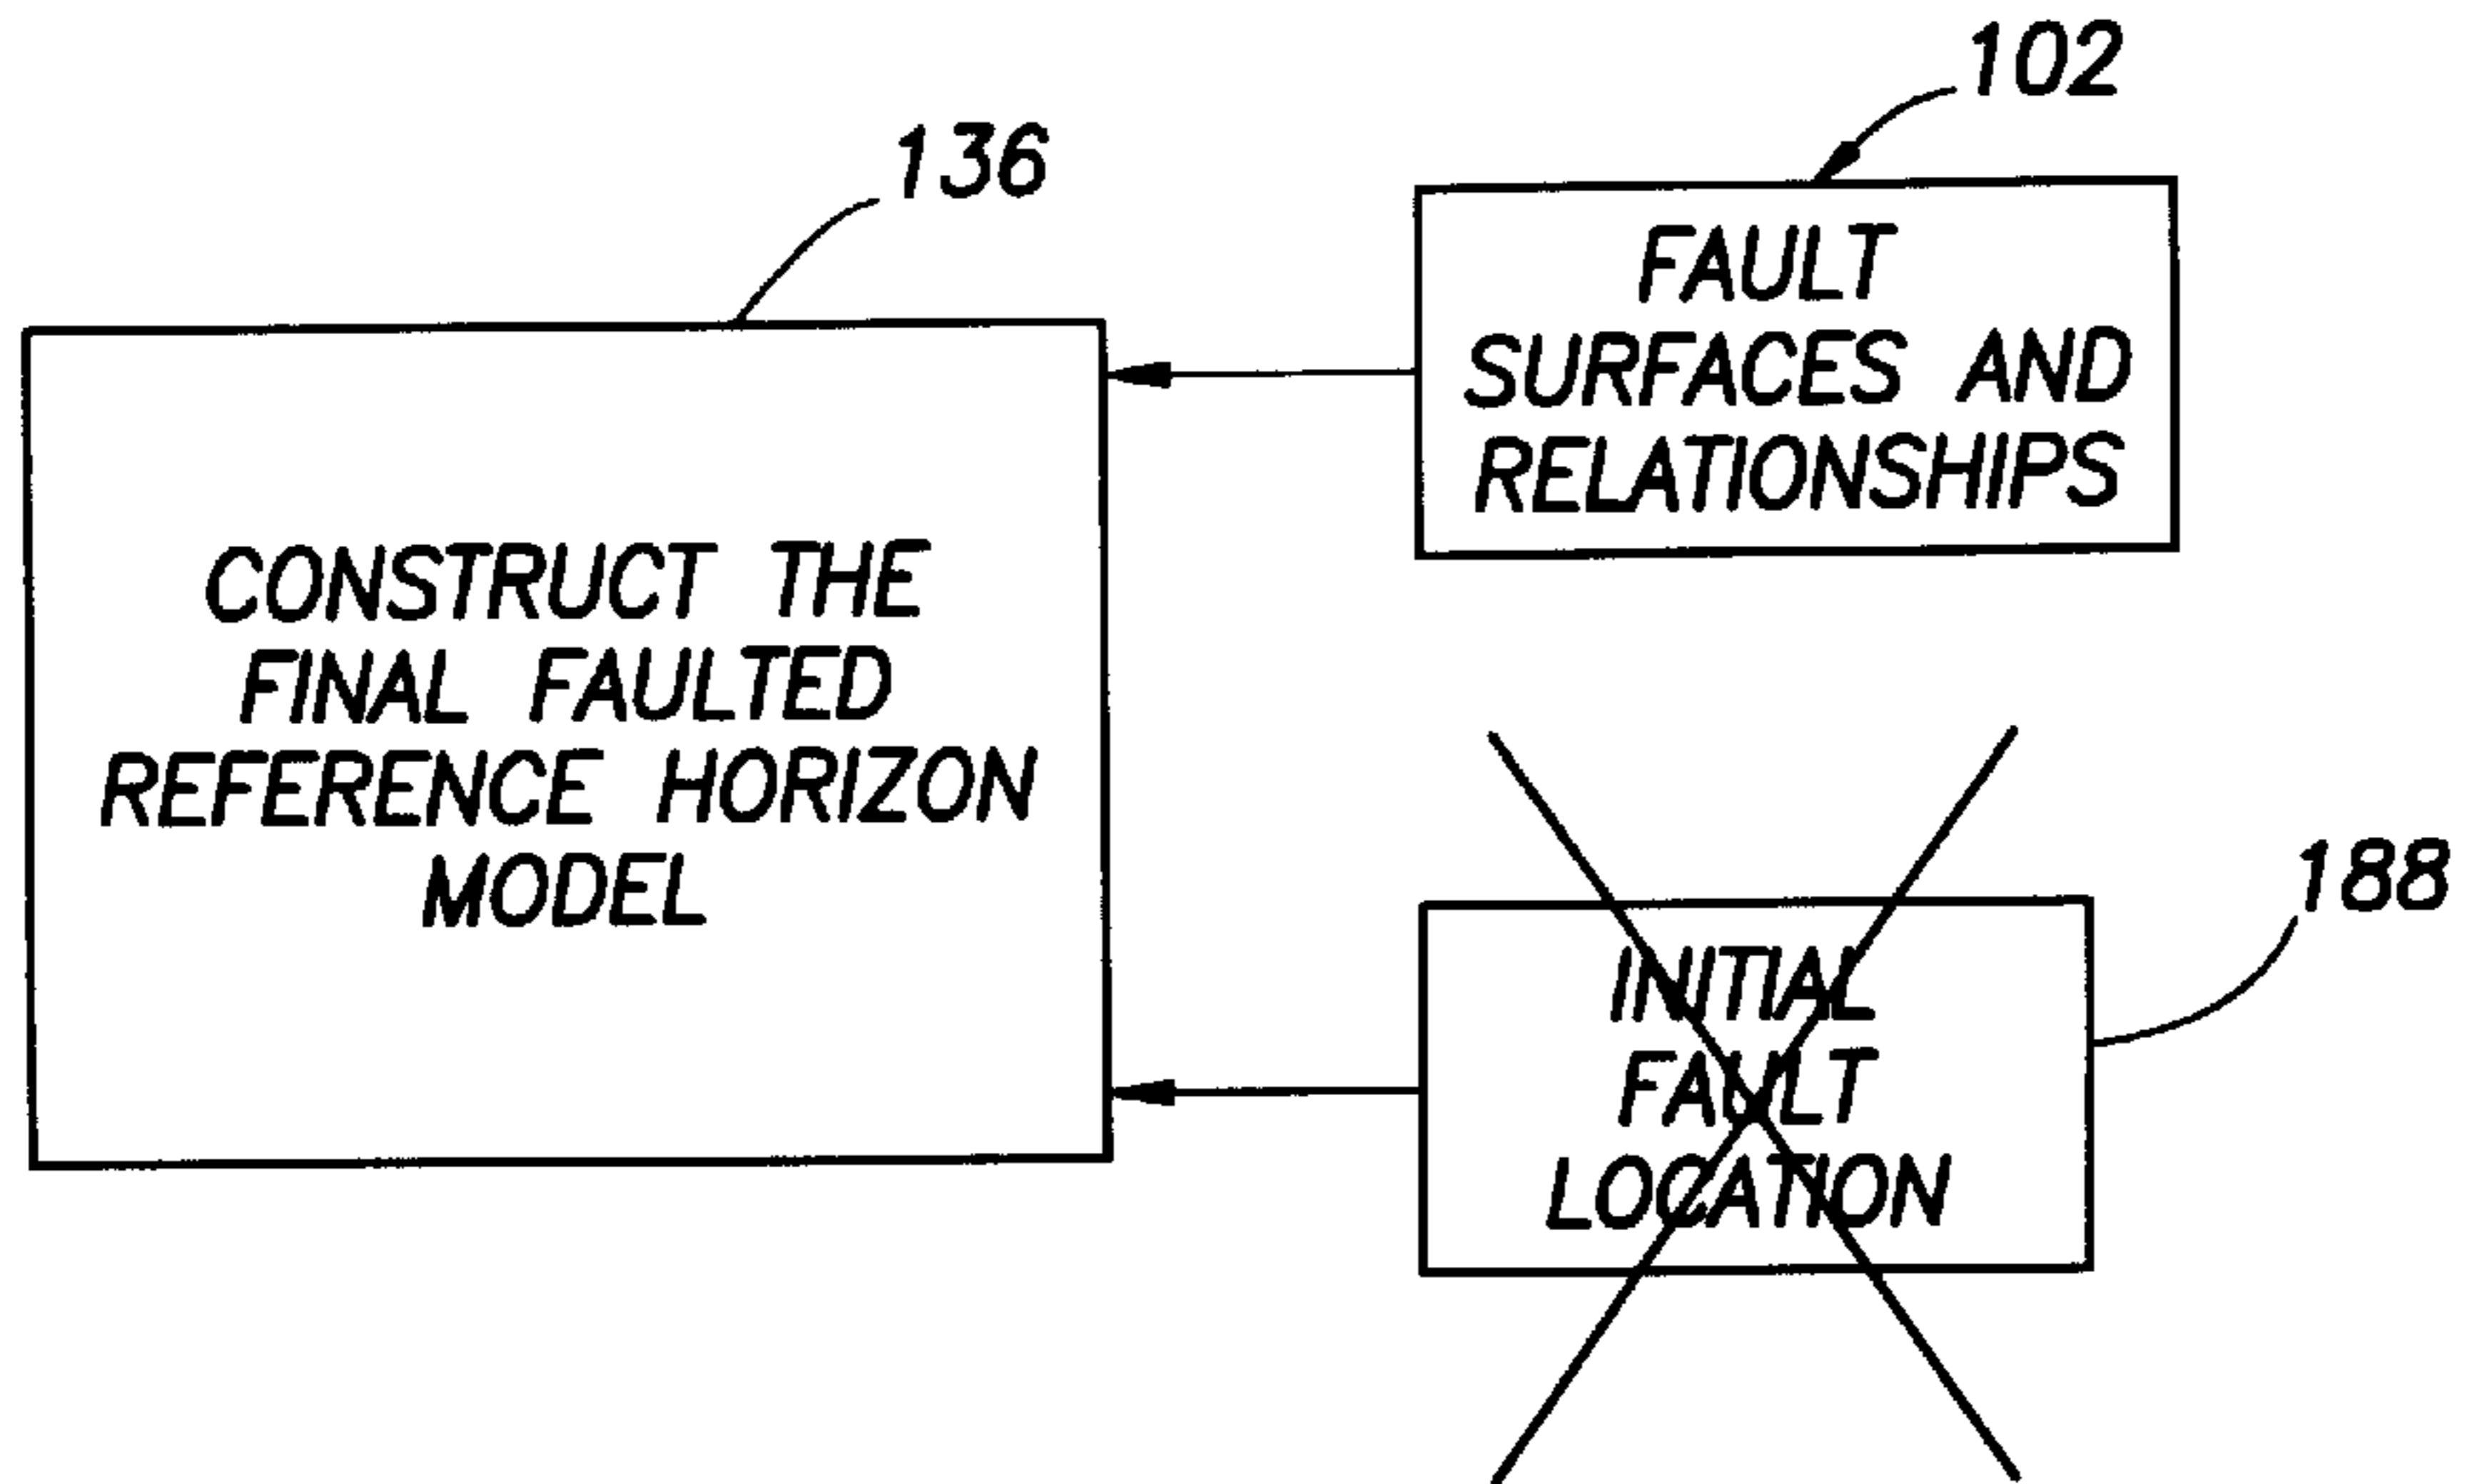 102
136
FAULT
SURFACES AND
RELATIONSHIPS
CONSTRUCT THE
FINAL FAULTED
REFERENCE HORIZON
MODEL
188
INITIAL
FAULT
LOCATION